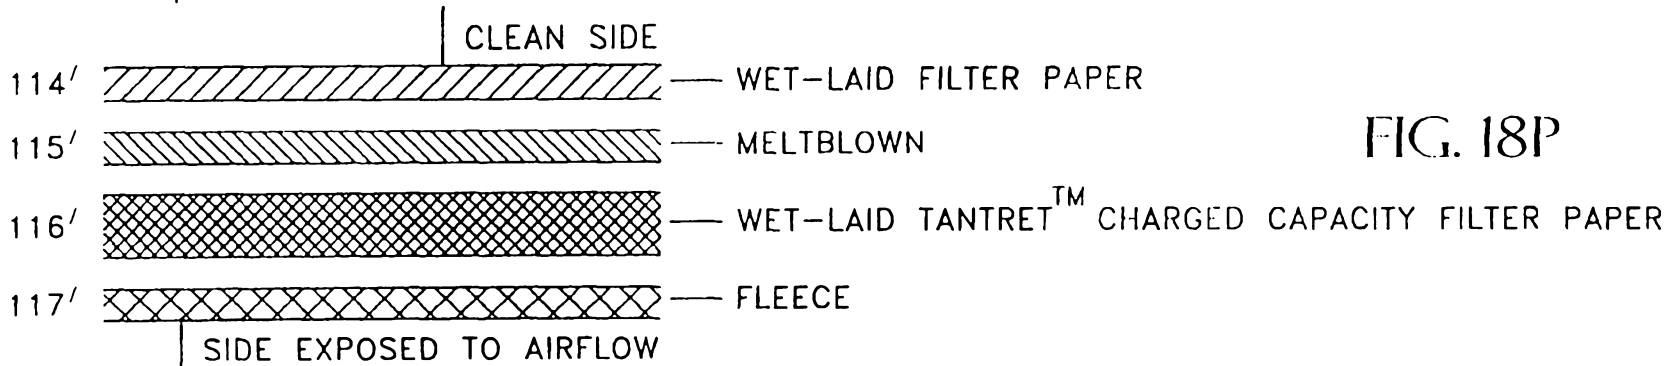 CLEAN SIDE
114' WET-LAID FILTER PAPER
115' MELTBLOWN
FIG. 18P
116' WET-LAID TANTRET™ CHARGED CAPACITY FILTER PAPER
117' FLEECE
SIDE EXPOSED TO AIRFLOW